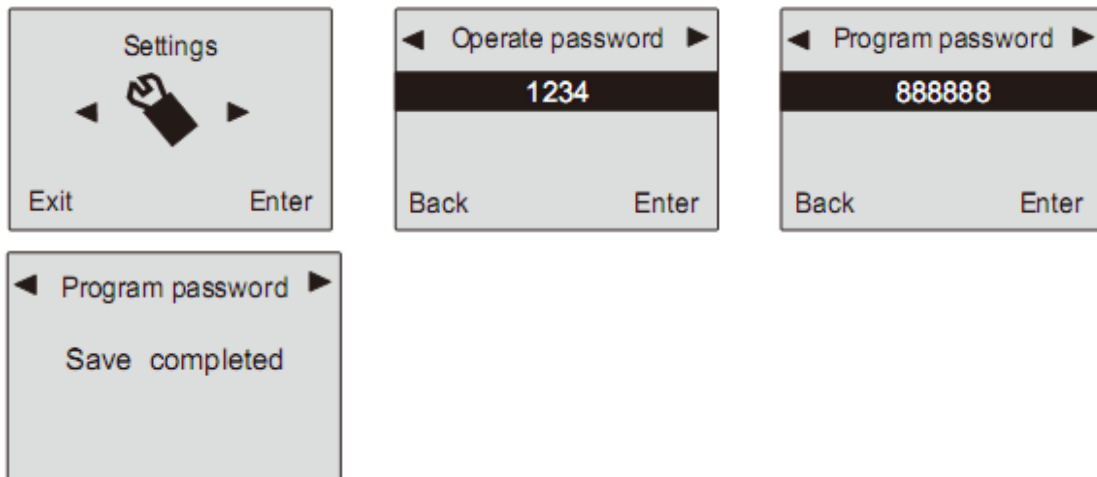 Settings
Exit Enter
Operate password
1234
Back Enter
Program password
888888
Back Enter
Program password
Save completed